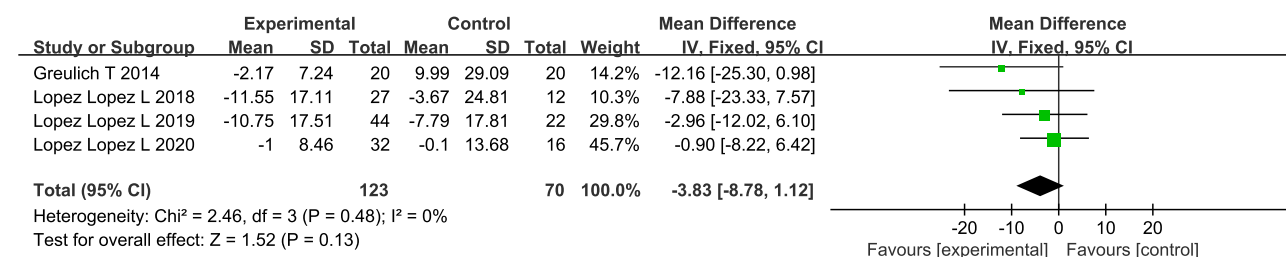 Experimental Control Mean Difference Mean Difference
Study or Subgroup Mean SD Total Mean SD Total Weight IV, Fixed, 95% CI IV, Fixed, 95% CI
Greulich T 2014 -2.17 7.24 20 9.99 29.09 20 14.2% -12.16 [-25.30, 0.98]
Lopez Lopez L 2018 -11.55 17.11 27 -3.67 24.81 12 10.3% -7.88 [-23.33, 7.57]
Lopez Lopez L 2019 -10.75 17.51 44 -7.79 17.81 22 29.8% -2.96 [-12.02, 6.10]
Lopez Lopez L 2020 -1 8.46 32 -0.1 13.68 16 45.7% -0.90 [-8.22, 6.42]
Total (95% CI) 123 70 100.0% -3.83 [-8.78, 1.12]
Heterogeneity: Chi² = 2.46, df = 3 (P = 0.48); I² = 0%
Test for overall effect: Z = 1.52 (P = 0.13)
-20 -10 0 10 20
Favours [experimental] Favours [control]